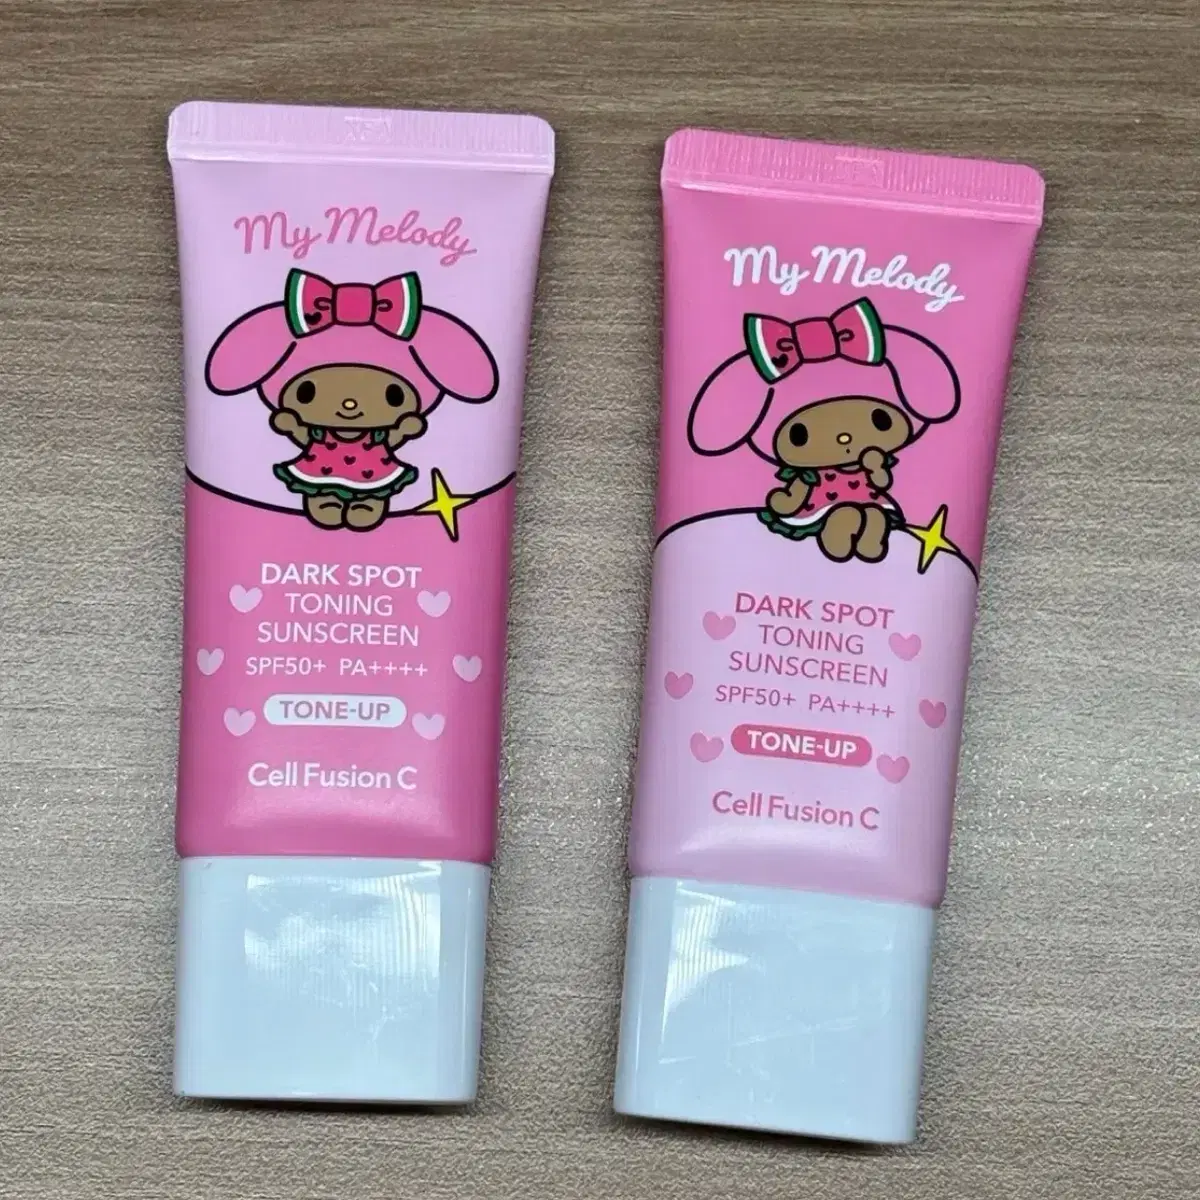 My Melody
DARK SPOT
TONING
SUNSCREEN
SPF50+ PA++++
TONE-UP
Cell Fusion C
My Melody
DARK SPOT
TONING
SUNSCREEN
SPF50+ PA++++
TONE-UP
Cell Fusion C